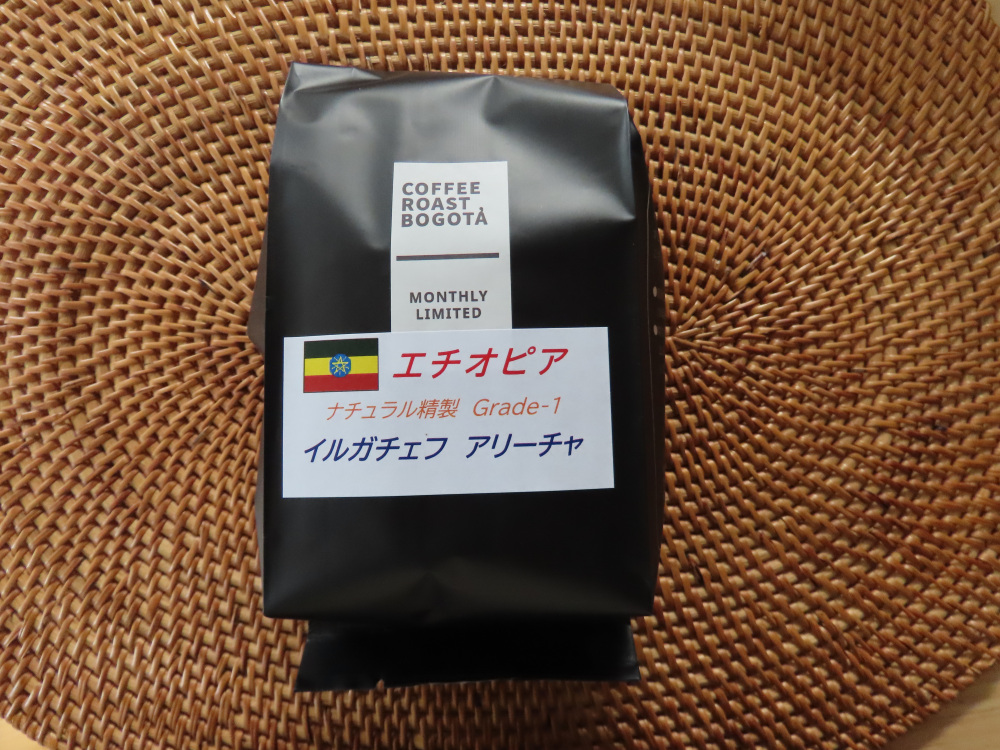 COFFEE
ROAST
BOGOTÀ
MONTHLY
LIMITED
エチオピア
ナチュラル精製 Grade-1
イルガチェフ アリーチャ